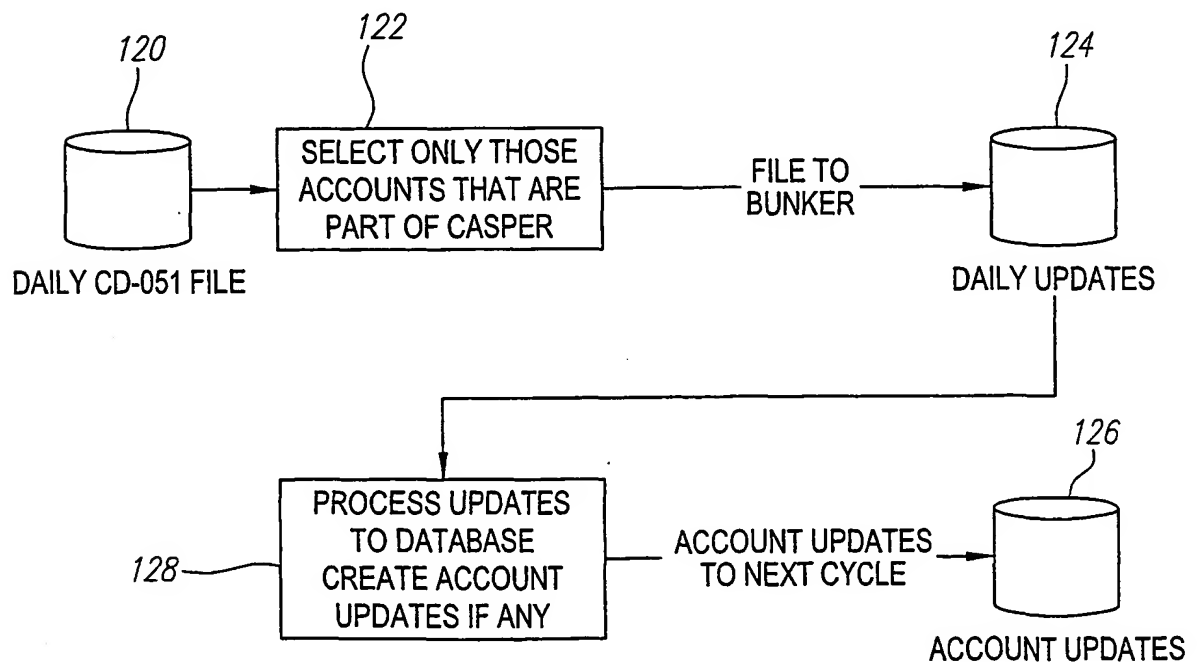 120
122
124
SELECT ONLY THOSE
ACCOUNTS THAT ARE
PART OF CASPER
FILE TO
BUNKER
DAILY CD-051 FILE
DAILY UPDATES
126
PROCESS UPDATES
TO DATABASE
CREATE ACCOUNT
UPDATES IF ANY
128
ACCOUNT UPDATES
TO NEXT CYCLE
ACCOUNT UPDATES